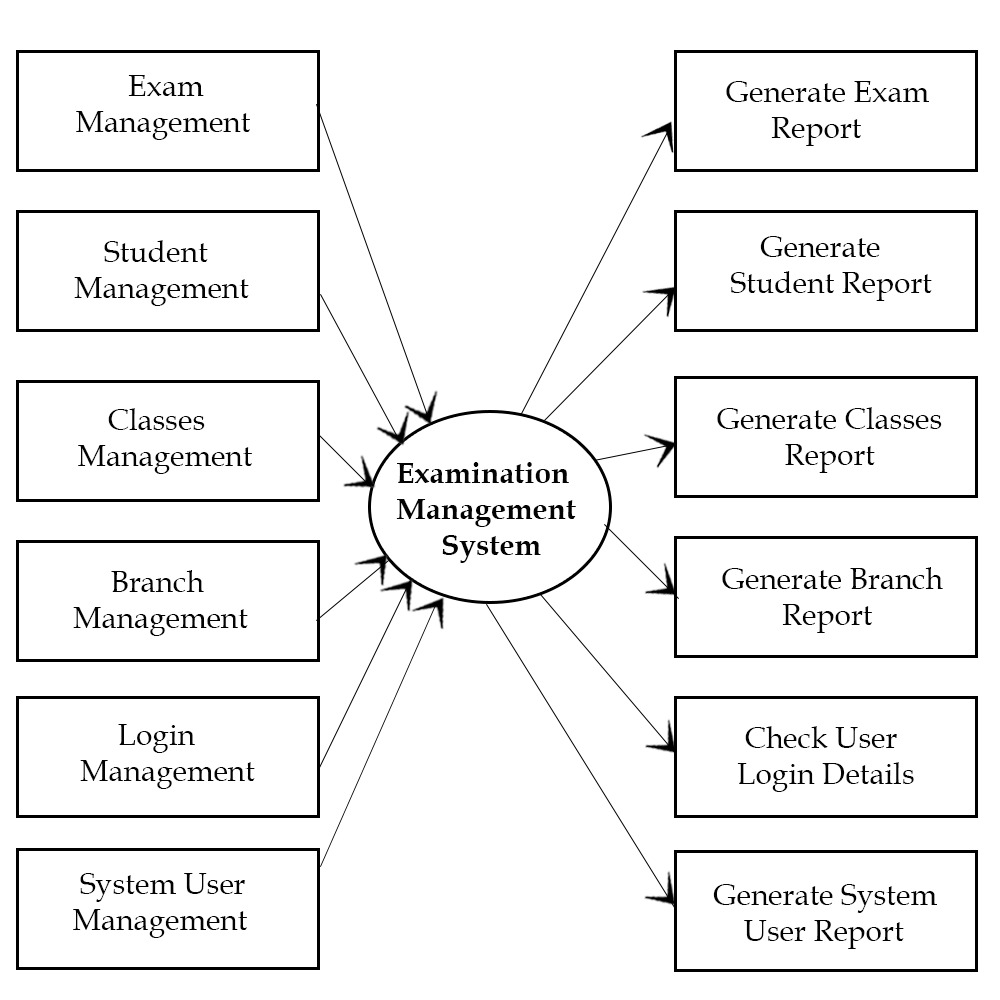 Exam
Management
Student
Management
Classes
Management
Branch
Management
Login
Management
System User
Management
Examination
Management
System
Generate Exam
Report
Generate
Student Report
Generate Classes
Report
Generate Branch
Report
Check User
Login Details
Generate System
User Report